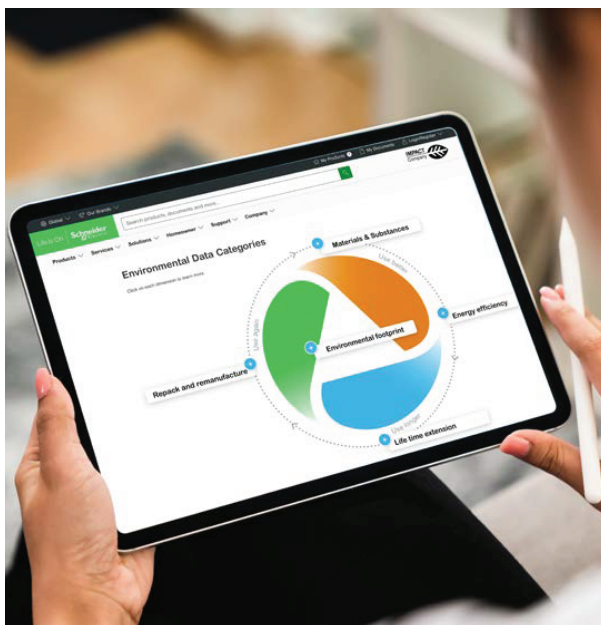 Global Our Brands
My Products My Documents Login/Register
Life Is On Schneider
Search products, documents and more...
IMPACT
Company
Products Services Solutions Homeowner Support Company
Environmental Data Categories
Click on each dimension to learn more
Materials & Substances
Use better
Energy efficiency
Use again
Environmental footprint
Repack and remanufacture
Use longer
Life time extension